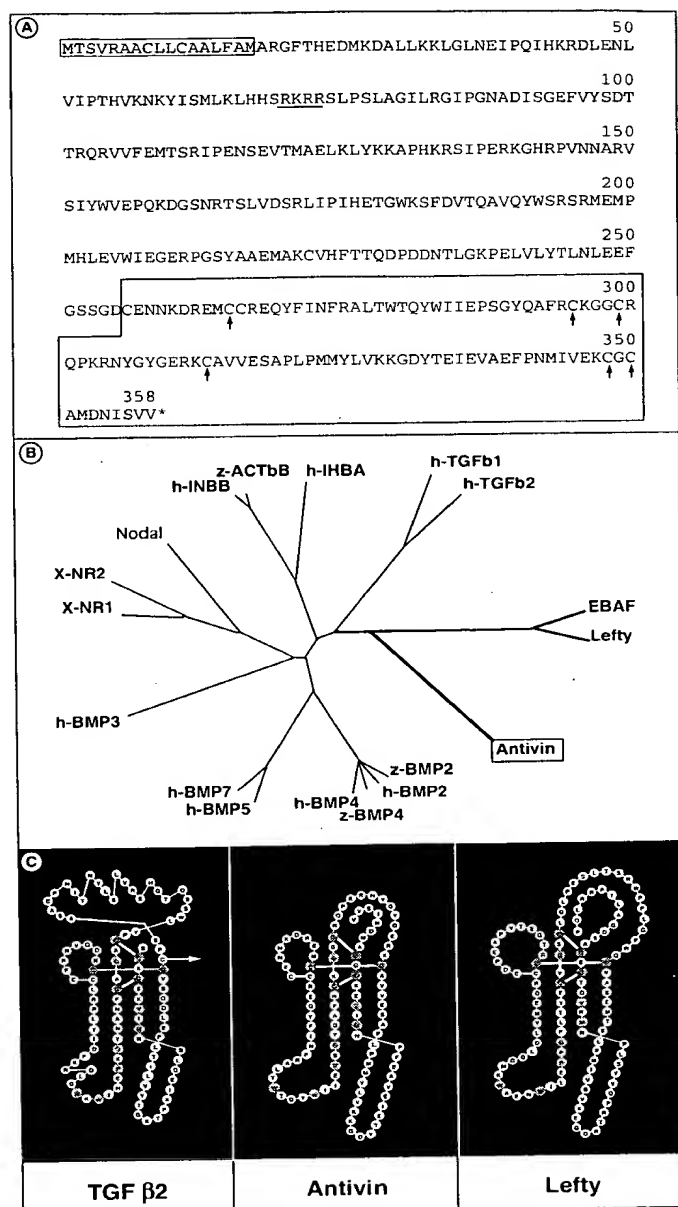 A
50
MTSVRAACLLCAALFAMARGFTHEDMKDALLKKLGLNEIPQIHKRDLENL
100
VIPTHVKNKYISMLKLHHSRKRRSLPSLAGILRGIPGNADISGEFVYSDT
150
TRQRVVFEMTSRIPENSEVTMAELKLYKKAPHKRSIPERKGHRPVNNARV
200
SIYWVEPQKDGSNRTSLVDSRLIPIHETGWKSFDVTQAVQYWSRSRMEMP
250
MHLEVWIEGERPGSYAAEMAKCVHFTTQDPDDNTLGKPELVLYTLNLEEF
300
GSSGDCENNKDREMCCREQYFINFRALTWTQYWIIEPSGYQAFRCKGGCR
350
QPKRNYGYGERKCAVVESAPLPMMYLVKKGDYTEIEVAEFPNMIVEKCGC
358
AMDNISVV*
B
z-ACTbB
h-INBB
h-IHBA
h-TGFb1
h-TGFb2
Nodal
X-NR2
X-NR1
EBAF
Lefty
h-BMP3
Antivin
h-BMP7
h-BMP5
z-BMP2
h-BMP2
h-BMP4
z-BMP4
C
TGF β2
Antivin
Lefty